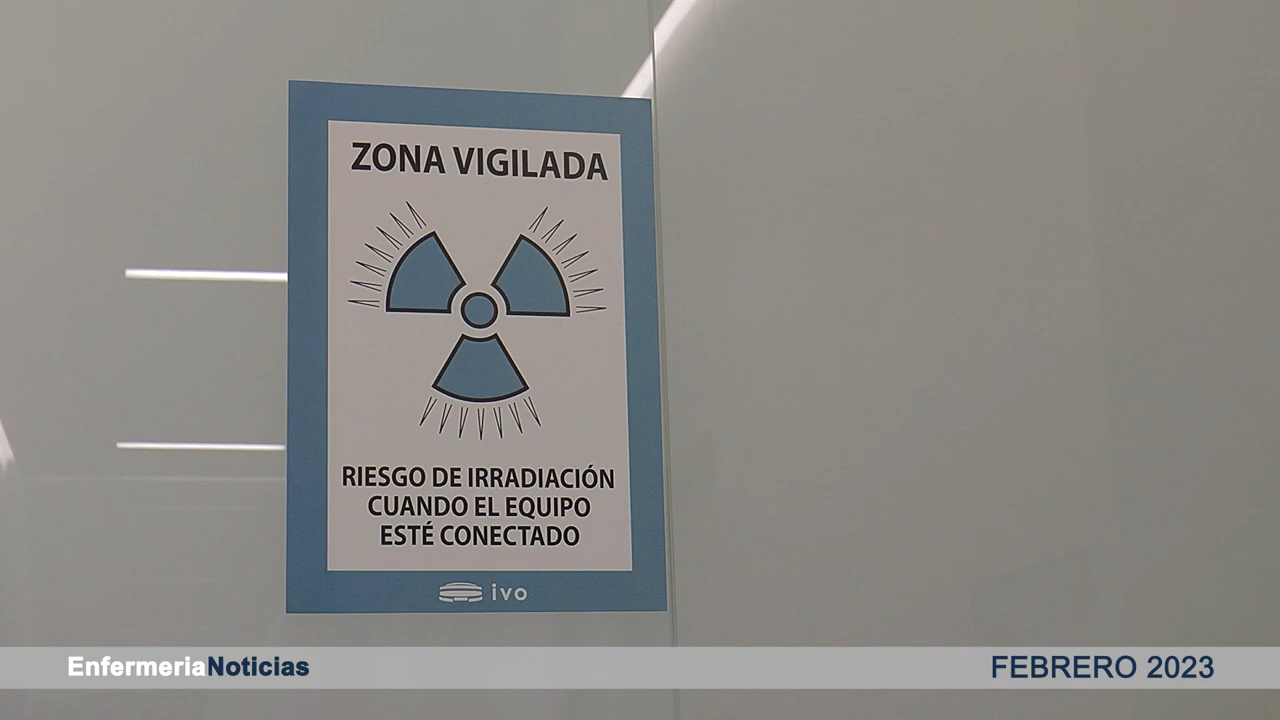 ZONA VIGILADA
RIESGO DE IRRADIACIÓN
CUANDO EL EQUIPO
ESTÉ CONECTADO
ivo
EnfermeriaNoticias
FEBRERO 2023